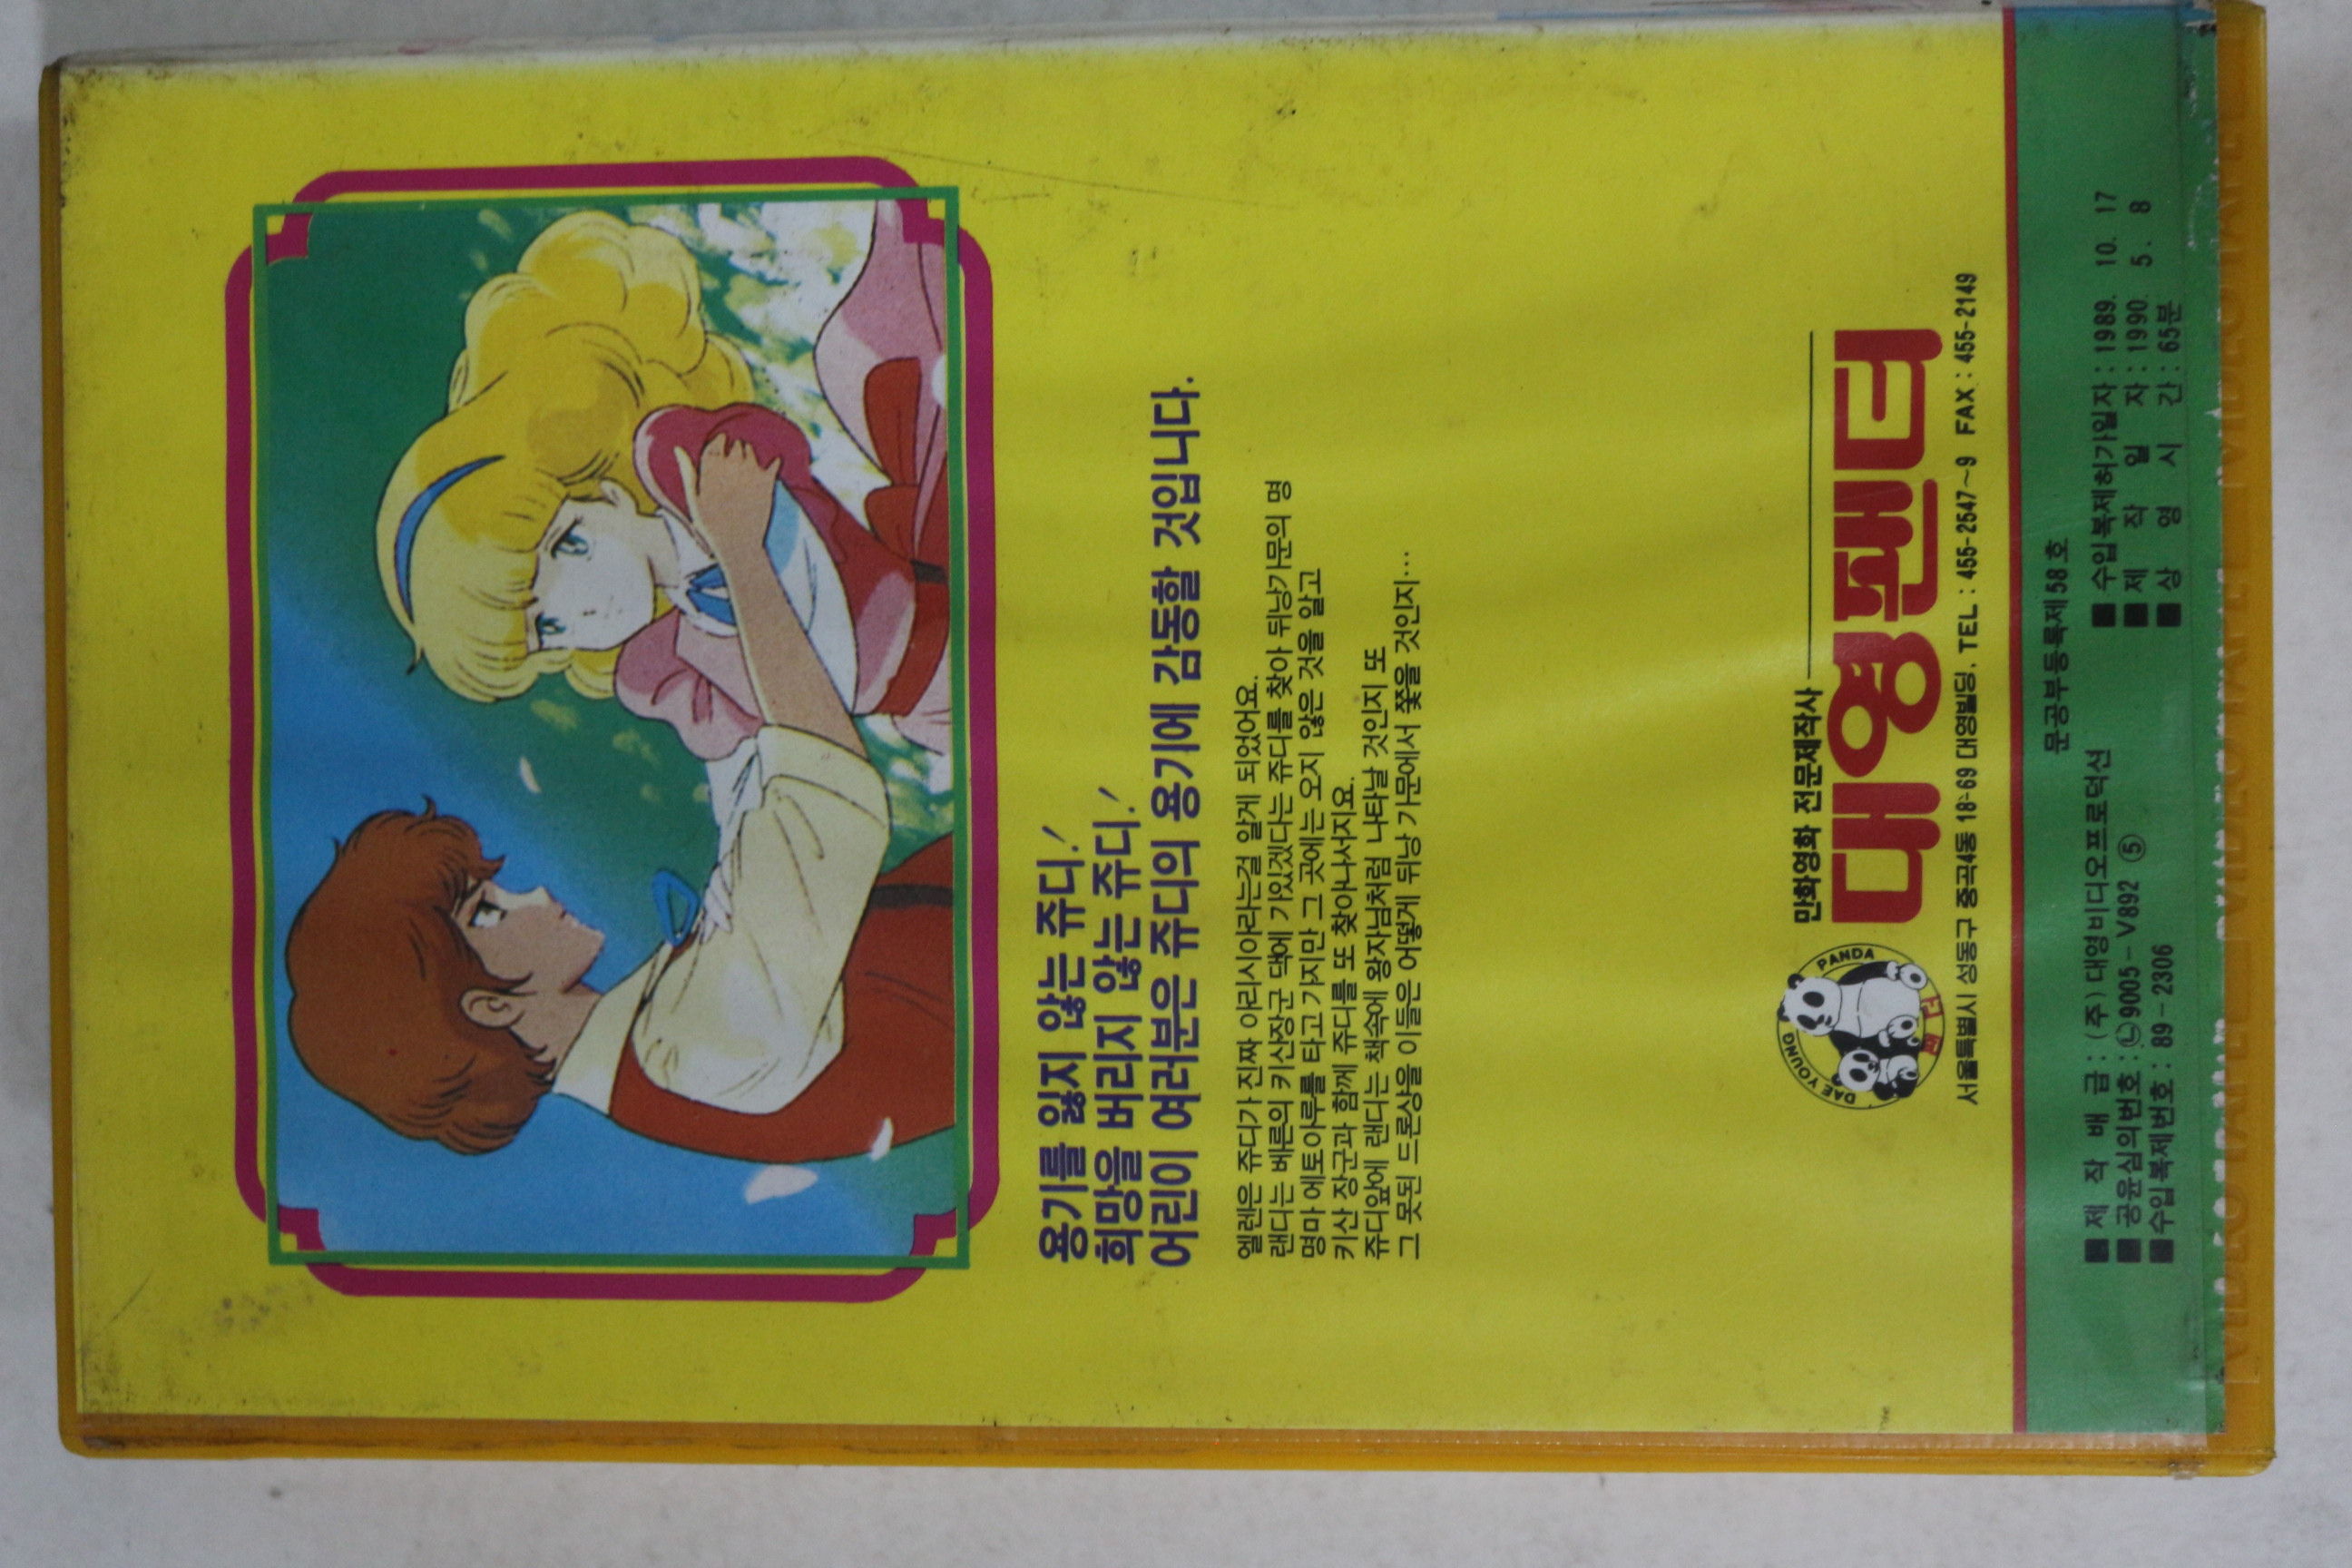 용기를 잃지 않는 쥬디!
희망을 버리지 않는 쥬디!
어린이 여러분은 쥬디의 용기에 감동할 것입니다.
엘렌은 쥬디가 진짜 아리시아라는걸 알게 되었어요.
랜디는 베른의 키산장군 댁에 가있겠다는 쥬디를 찾아 뒤낭가문의 명
명마 에토아루를 타고 가지만 그 곳에는 오지 않은 것을 알고
키산 장군과 함께 쥬디를 또 찾아나서지요.
쥬디앞에 랜디는 책속에 왕자님처럼 나타날 것인지 또
그 못된 드론샹을 이들은 어떻게 뒤낭 가문에서 쫓을 것인지…
만화영화 전문제작사
대영팬더
DAE YOUNG PANDA
팬더
서울특별시 성동구 중곡4동 18-69 대영빌딩. TEL : 455-2547~9 FAX : 455-2149
문공부등록제58호
■제 작 배 급 : (주) 대영비디오프로덕션
■공윤심의번호 : ㉡9005-V892 ⑤
■수입복제번호 : 89-2306
■수입복제허가일자 : 1989. 10. 17
■제 작 일 자 : 1990. 5. 8
■상 영 시 간 : 65분